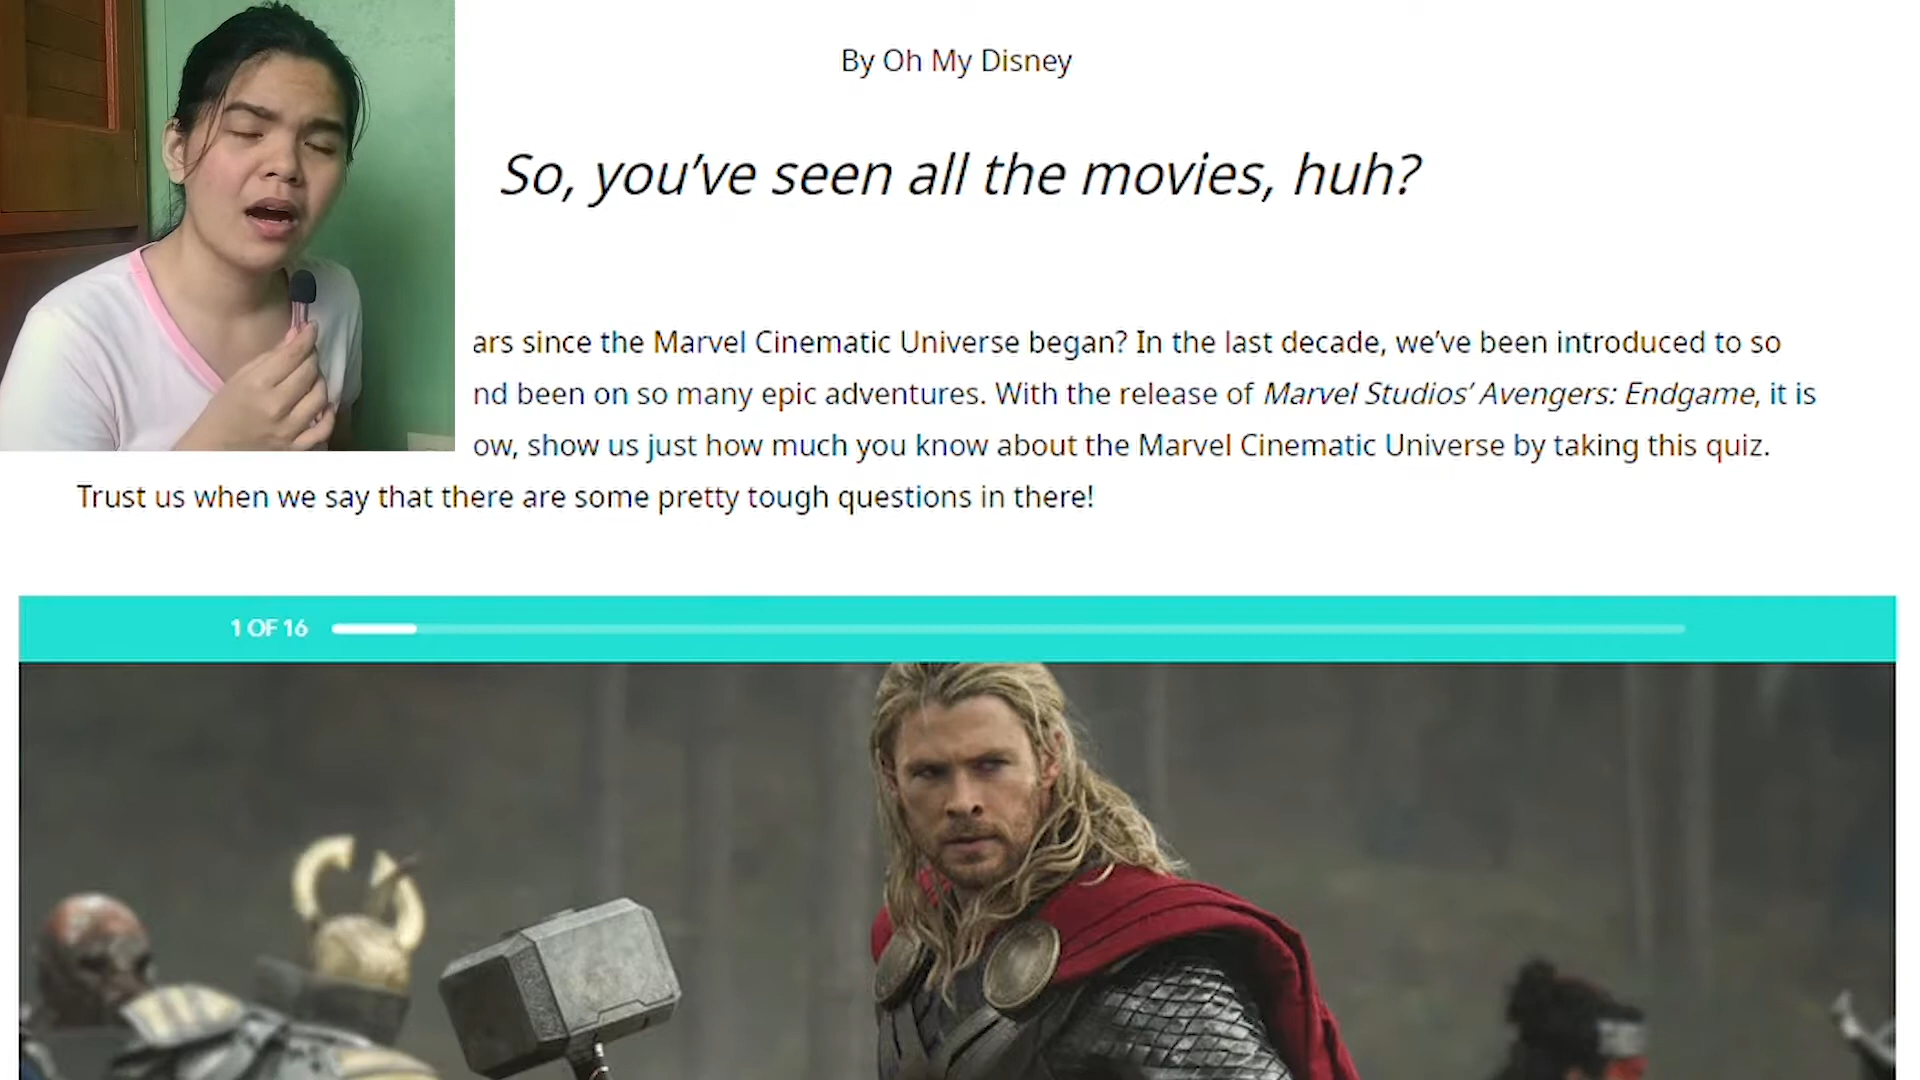 By Oh My Disney
So, you've seen all the movies, huh?
ars since the Marvel Cinematic Universe began? In the last decade, we've been introduced to so
nd been on so many epic adventures. With the release of Marvel Studios' Avengers: Endgame, it is
ow, show us just how much you know about the Marvel Cinematic Universe by taking this quiz.
Trust us when we say that there are some pretty tough questions in there!
1 OF 16